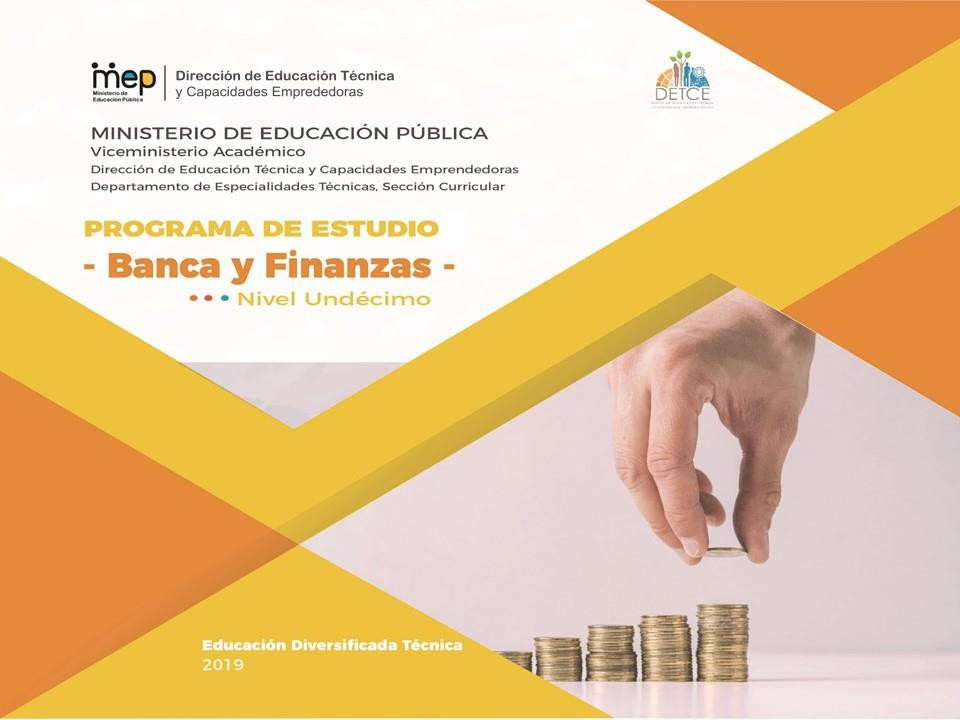 mep
Ministerio de
Educación Pública
Dirección de Educación Técnica
y Capacidades Emprededoras
DETCE
MINISTERIO DE EDUCACIÓN PÚBLICA
Viceministerio Académico
Dirección de Educación Técnica y Capacidades Emprendedoras
Departamento de Especialidades Técnicas, Sección Curricular
PROGRAMA DE ESTUDIO
- Banca y Finanzas -
Nivel Undécimo
Educación Diversificada Técnica
2019